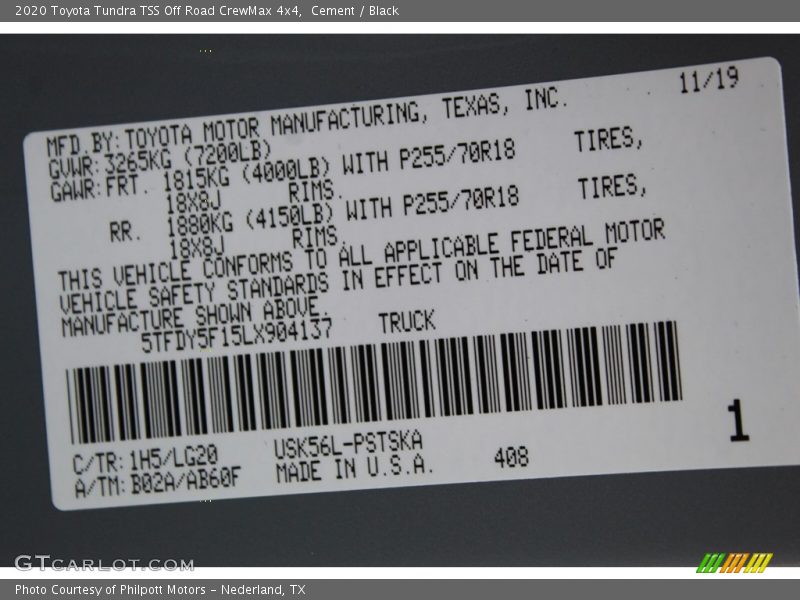 2020 Toyota Tundra TSS Off Road CrewMax 4x4, Cement / Black
11/19
MFD.BY:TOYOTA MOTOR MANUFACTURING, TEXAS, INC.
GVWR:3265KG (7200LB)
GAWR:FRT. 1815KG (4000LB) WITH P255/70R18 TIRES,
18X8J RIMS.
RR. 1880KG (4150LB) WITH P255/70R18 TIRES,
18X8J RIMS.
THIS VEHICLE CONFORMS TO ALL APPLICABLE FEDERAL MOTOR
VEHICLE SAFETY STANDARDS IN EFFECT ON THE DATE OF
MANUFACTURE SHOWN ABOVE.
5TFDY5F15LX904137 TRUCK
1
C/TR:1H5/LG20 USK56L-PSTSKA
A/TM:B02A/AB60F MADE IN U.S.A. 408
GTCARLOT.COM
Photo Courtesy of Philpott Motors - Nederland, TX